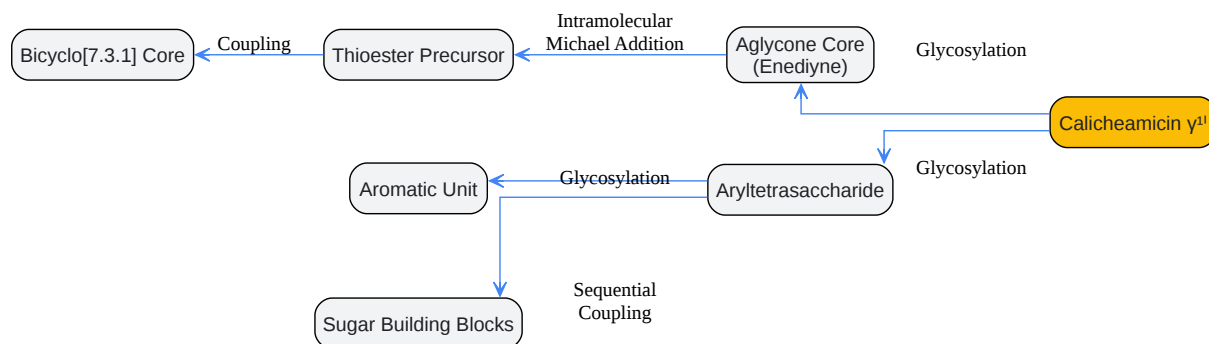 Intramolecular
Michael Addition
Coupling
Bicyclo[7.3.1] Core
Thioester Precursor
Aglycone Core
(Enediyne)
Glycosylation
Calicheamicin γ¹ᴵ
Glycosylation
Aromatic Unit
Glycosylation
Aryltetrasaccharide
Sequential
Coupling
Sugar Building Blocks